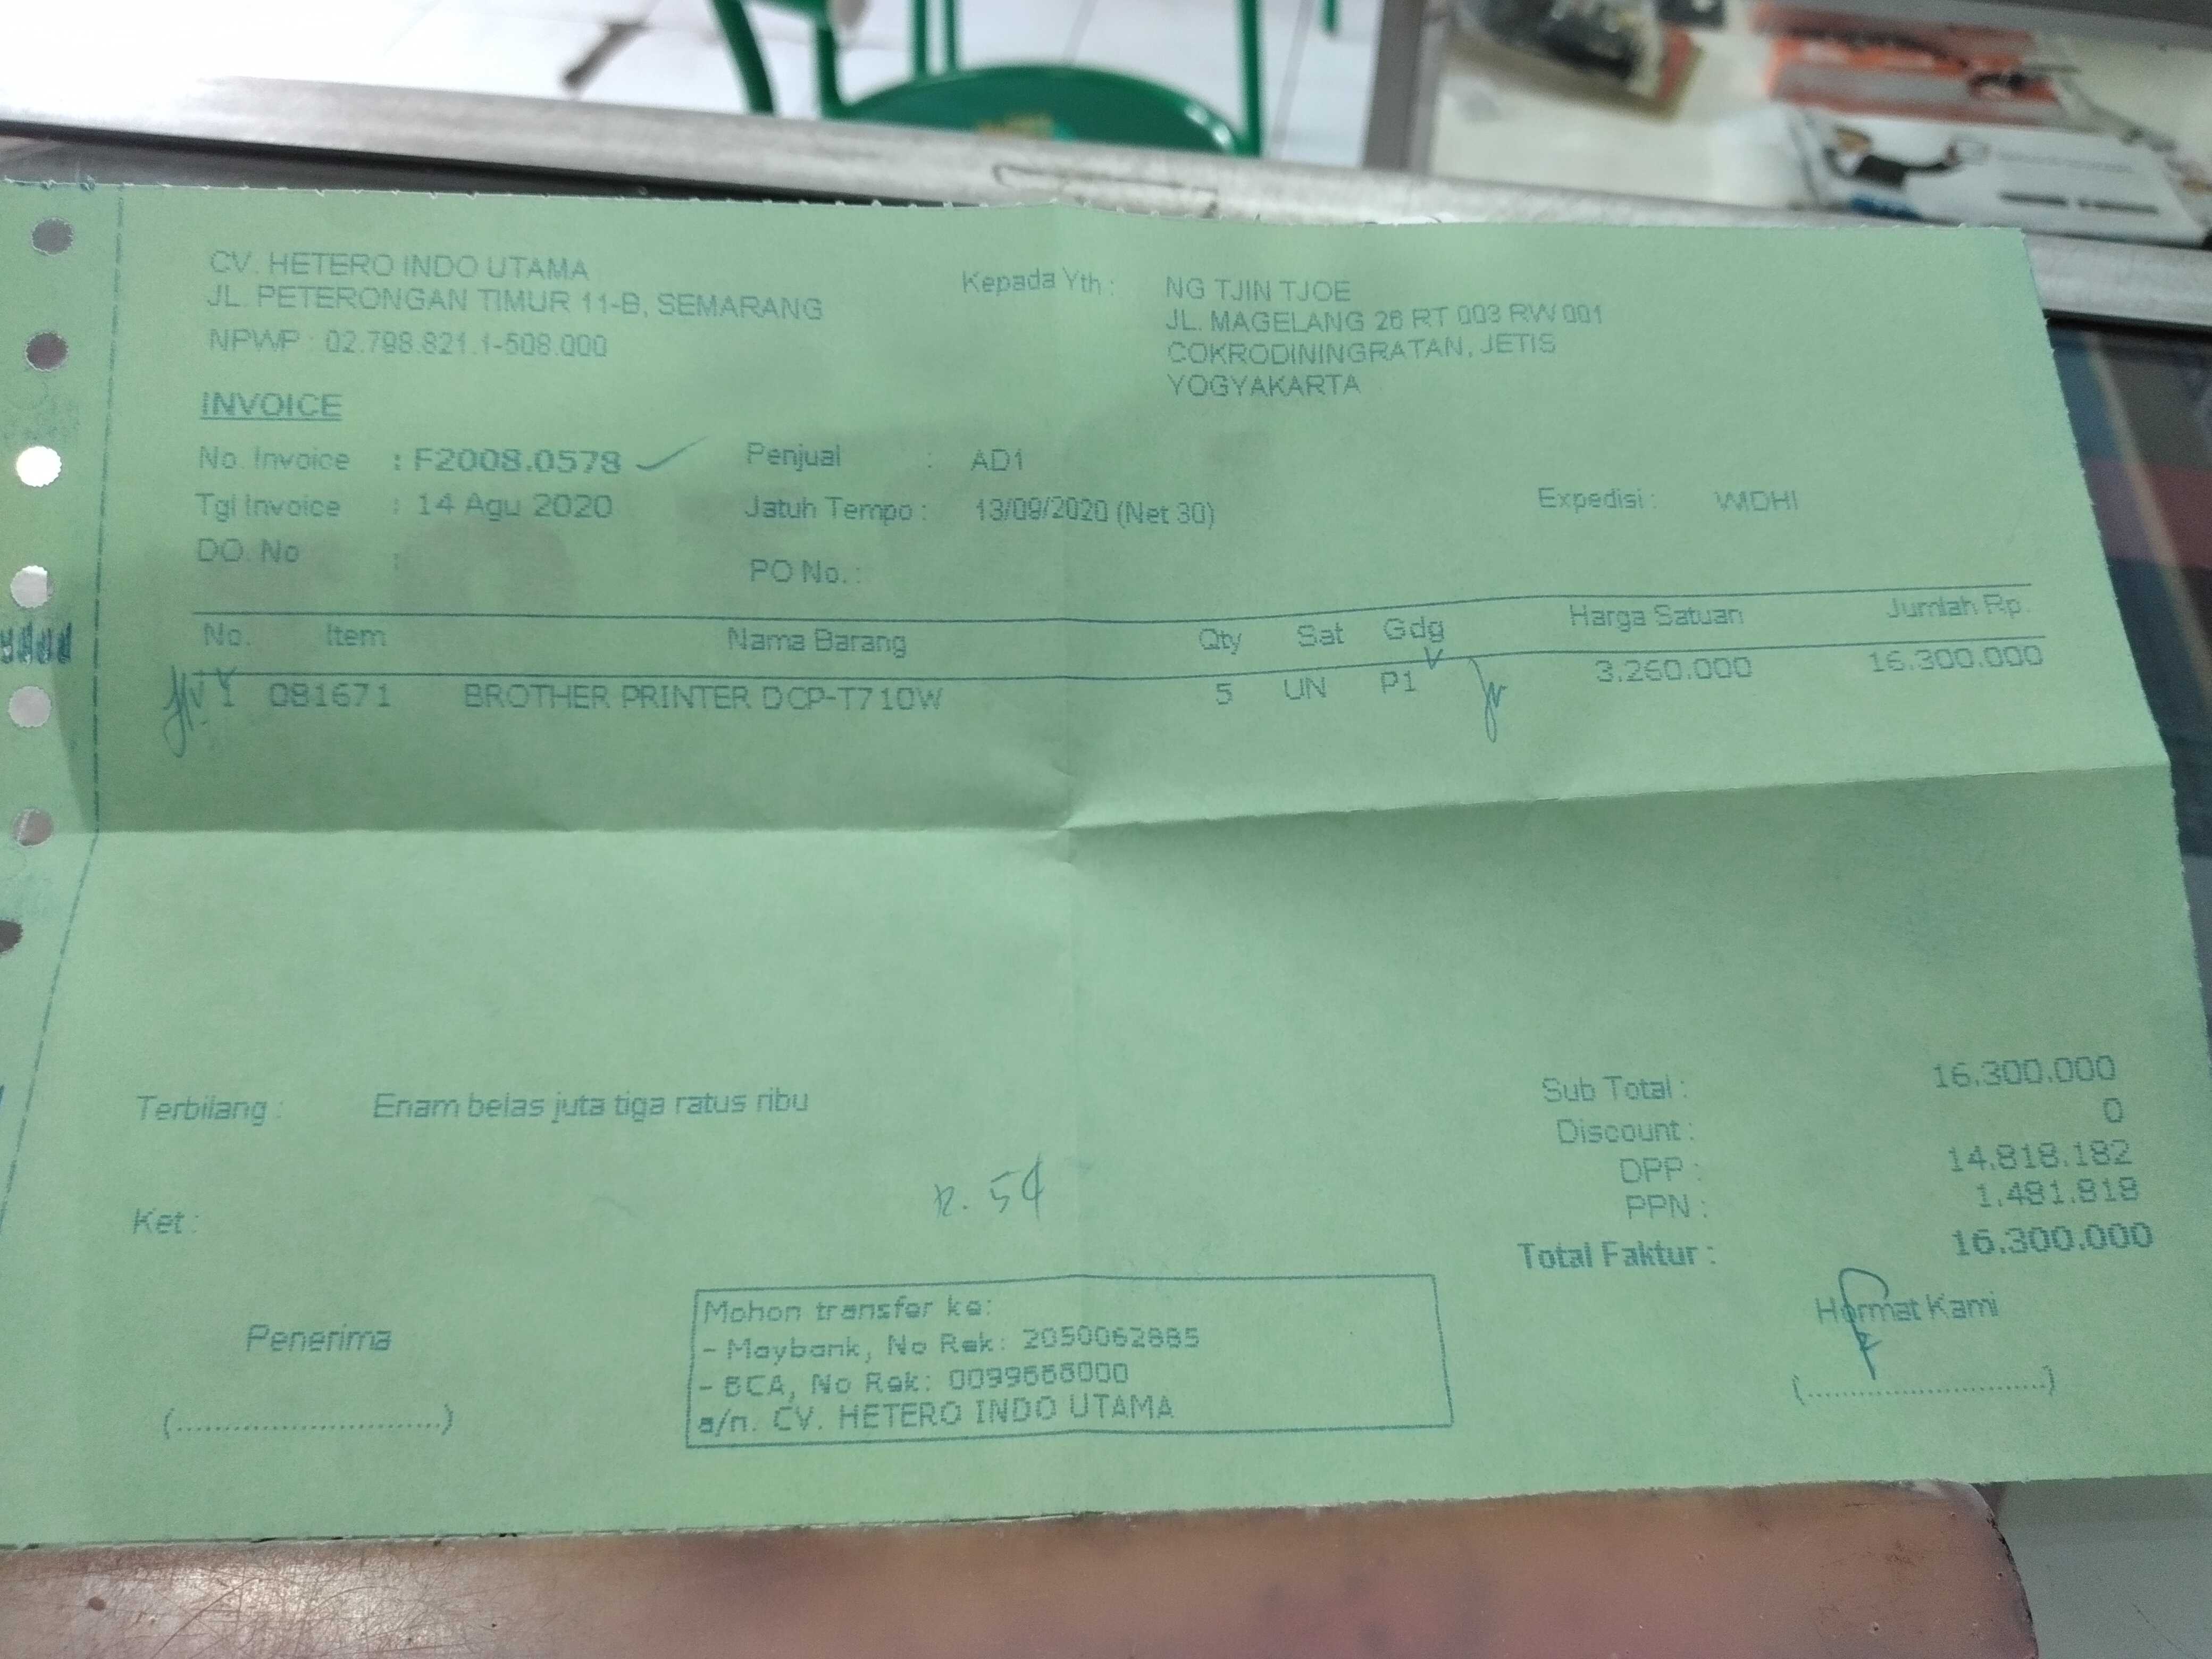 CV. HETERO INDO UTAMA
JL. PETERONGAN TIMUR 11-B, SEMARANG
NPWP : 02.798.821.1-508.000
Kepada Yth : NG TJIN TJOE
JL. MAGELANG 26 RT 003 RW 001
COKRODININGRATAN, JETIS
YOGYAKARTA
INVOICE
No. Invoice : F2008.0578 Penjual : AD1
Tgl Invoice : 14 Agu 2020 Jatuh Tempo : 13/09/2020 (Net 30) Expedisi : WIDHI
DO. No : PO No. :
No. Item Nama Barang Qty Sat Gdg Harga Satuan Jumlah Rp.
081671 BROTHER PRINTER DCP-T710W 5 UN P1 3.260.000 16.300.000
Terbilang : Enam belas juta tiga ratus ribu
Sub Total : 16.300.000
Discount : 0
DPP : 14.818.182
PPN : 1.481.818
Total Faktur : 16.300.000
Ket :
Penerima
(..............................)
Mohon transfer ke:
- Maybank, No Rek: 2050062885
- BCA, No Rek:
a/n. CV. HETERO INDO UTAMA
Hormat Kami
(..............................)